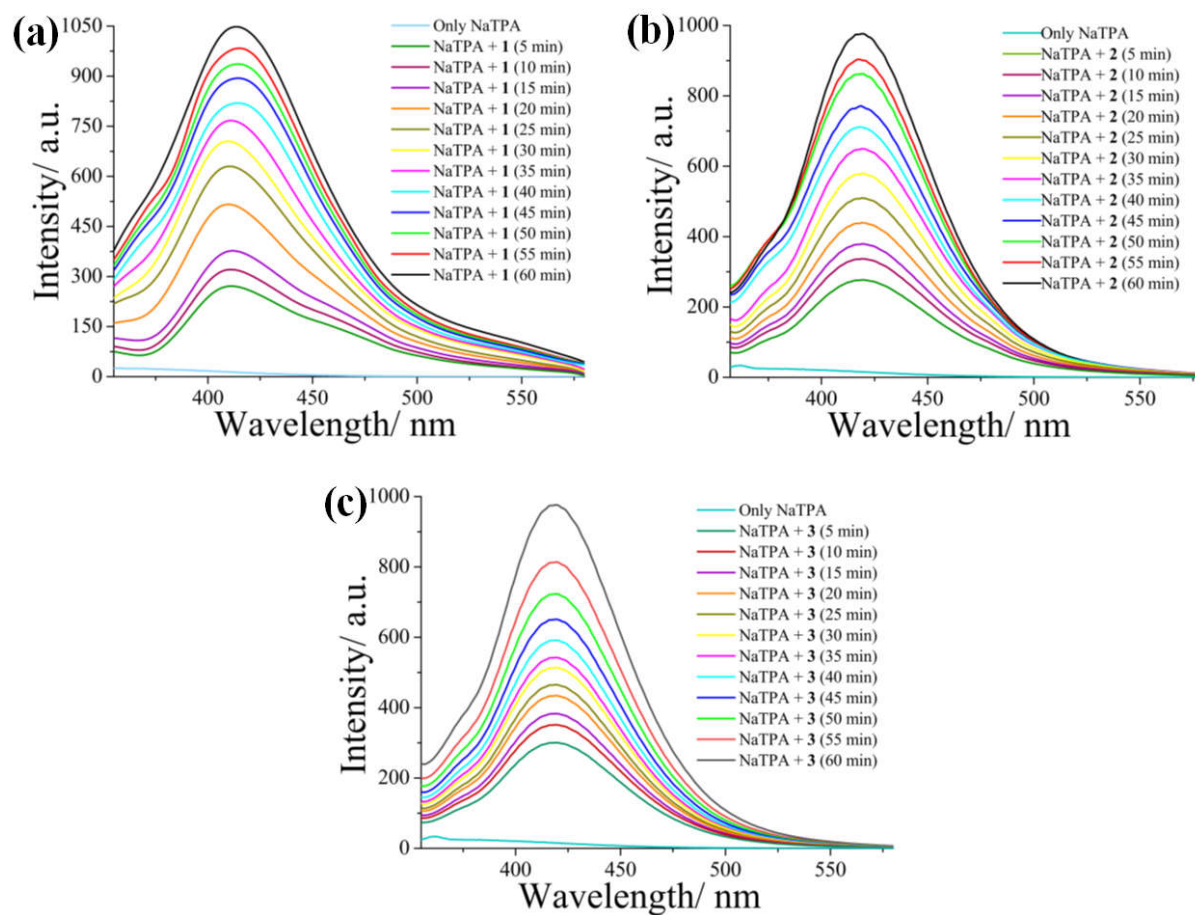 (a)
Intensity/ a.u.
1050
900
750
600
450
300
150
0
400
450
500
550
Wavelength/ nm
Only NaTPA
NaTPA + 1 (5 min)
NaTPA + 1 (10 min)
NaTPA + 1 (15 min)
NaTPA + 1 (20 min)
NaTPA + 1 (25 min)
NaTPA + 1 (30 min)
NaTPA + 1 (35 min)
NaTPA + 1 (40 min)
NaTPA + 1 (45 min)
NaTPA + 1 (50 min)
NaTPA + 1 (55 min)
NaTPA + 1 (60 min)
(b)
Intensity/ a.u.
1000
800
600
400
200
0
400
450
500
550
Wavelength/ nm
Only NaTPA
NaTPA + 2 (5 min)
NaTPA + 2 (10 min)
NaTPA + 2 (15 min)
NaTPA + 2 (20 min)
NaTPA + 2 (25 min)
NaTPA + 2 (30 min)
NaTPA + 2 (35 min)
NaTPA + 2 (40 min)
NaTPA + 2 (45 min)
NaTPA + 2 (50 min)
NaTPA + 2 (55 min)
NaTPA + 2 (60 min)
(c)
Intensity/ a.u.
1000
800
600
400
200
0
400
450
500
550
Wavelength/ nm
Only NaTPA
NaTPA + 3 (5 min)
NaTPA + 3 (10 min)
NaTPA + 3 (15 min)
NaTPA + 3 (20 min)
NaTPA + 3 (25 min)
NaTPA + 3 (30 min)
NaTPA + 3 (35 min)
NaTPA + 3 (40 min)
NaTPA + 3 (45 min)
NaTPA + 3 (50 min)
NaTPA + 3 (55 min)
NaTPA + 3 (60 min)